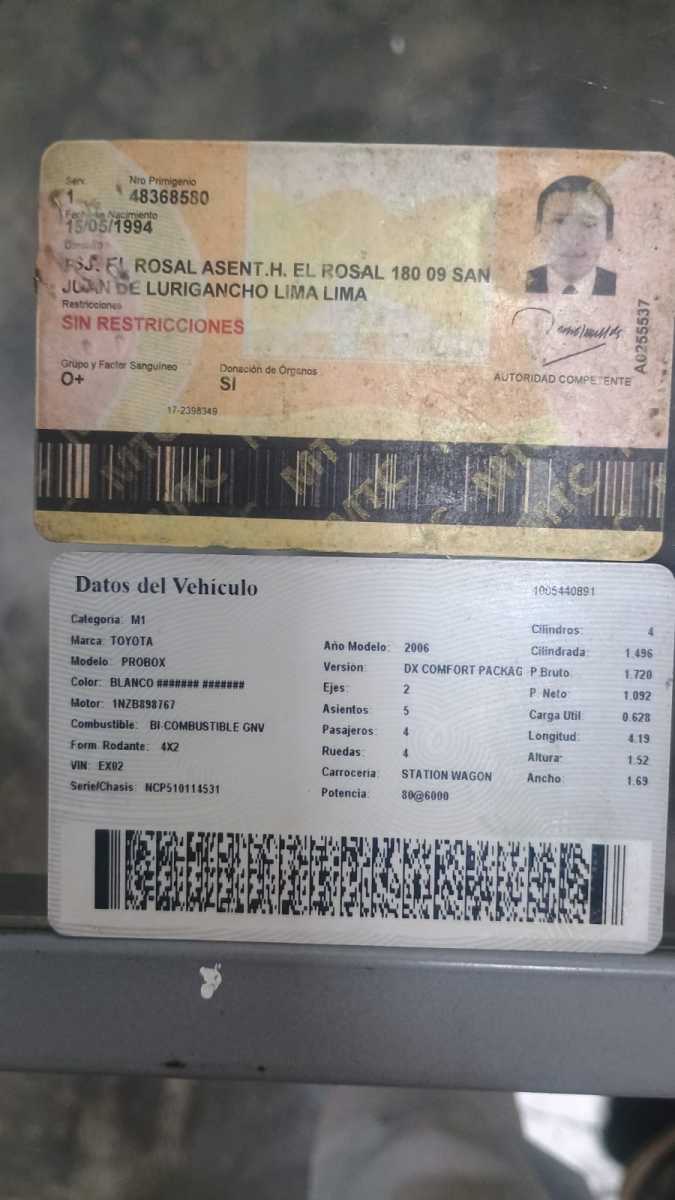 Serv. Nro Primigenio
1 48368580
Fecha de Nacimiento
15/05/1994
PSJ. EL ROSAL ASENT.H. EL ROSAL 180 09 SAN
JUAN DE LURIGANCHO LIMA LIMA
Restricciones
SIN RESTRICCIONES
Grupo y Factor Sanguineo Donación de Órganos
O+ SI
17-2398349
AUTORIDAD COMPETENTE
A0255537
MTC MTC MTC MTC
Datos del Vehículo 1005440891
Categoria: M1
Marca: TOYOTA
Modelo: PROBOX
Color: BLANCO ####### #######
Motor: 1NZB898767
Combustible: BI-COMBUSTIBLE GNV
Form. Rodante: 4X2
VIN: EX02
Serie/Chasis: NCP510114531
Año Modelo: 2006
Version: DX COMFORT PACKAG
Ejes: 2
Asientos: 5
Pasajeros: 4
Ruedas: 4
Carroceria: STATION WAGON
Potencia: 80@6000
Cilindros: 4
Cilindrada: 1.496
P.Bruto: 1.720
P. Neto: 1.092
Carga Util: 0.628
Longitud: 4.19
Altura: 1.52
Ancho: 1.69